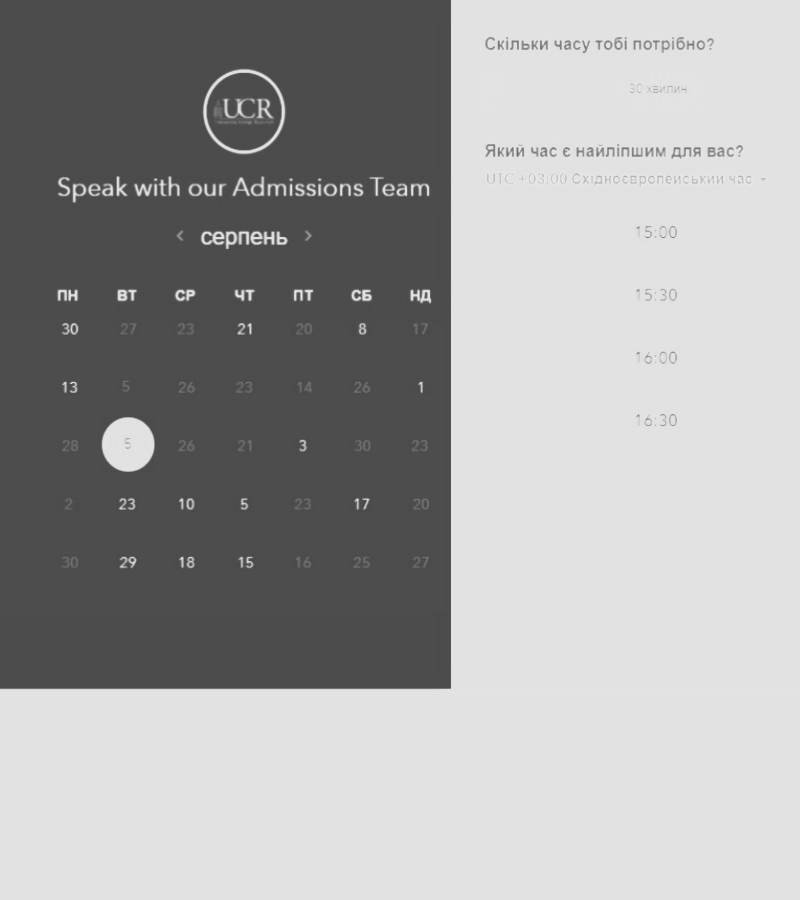 UCR
Speak with our Admissions Team
серпень
ПН ВТ СР ЧТ ПТ СБ НД
30 27 23 21 20 8 17
13 5 26 23 14 26 1
28 5 26 21 3 30 23
2 23 10 5 23 17 20
30 29 18 15 16 25 27
Скільки часу тобі потрібно?
30 хвилин
Який час є найліпшим для вас?
UTC +03:00 Східноєвропейський час
15:00
15:30
16:00
16:30